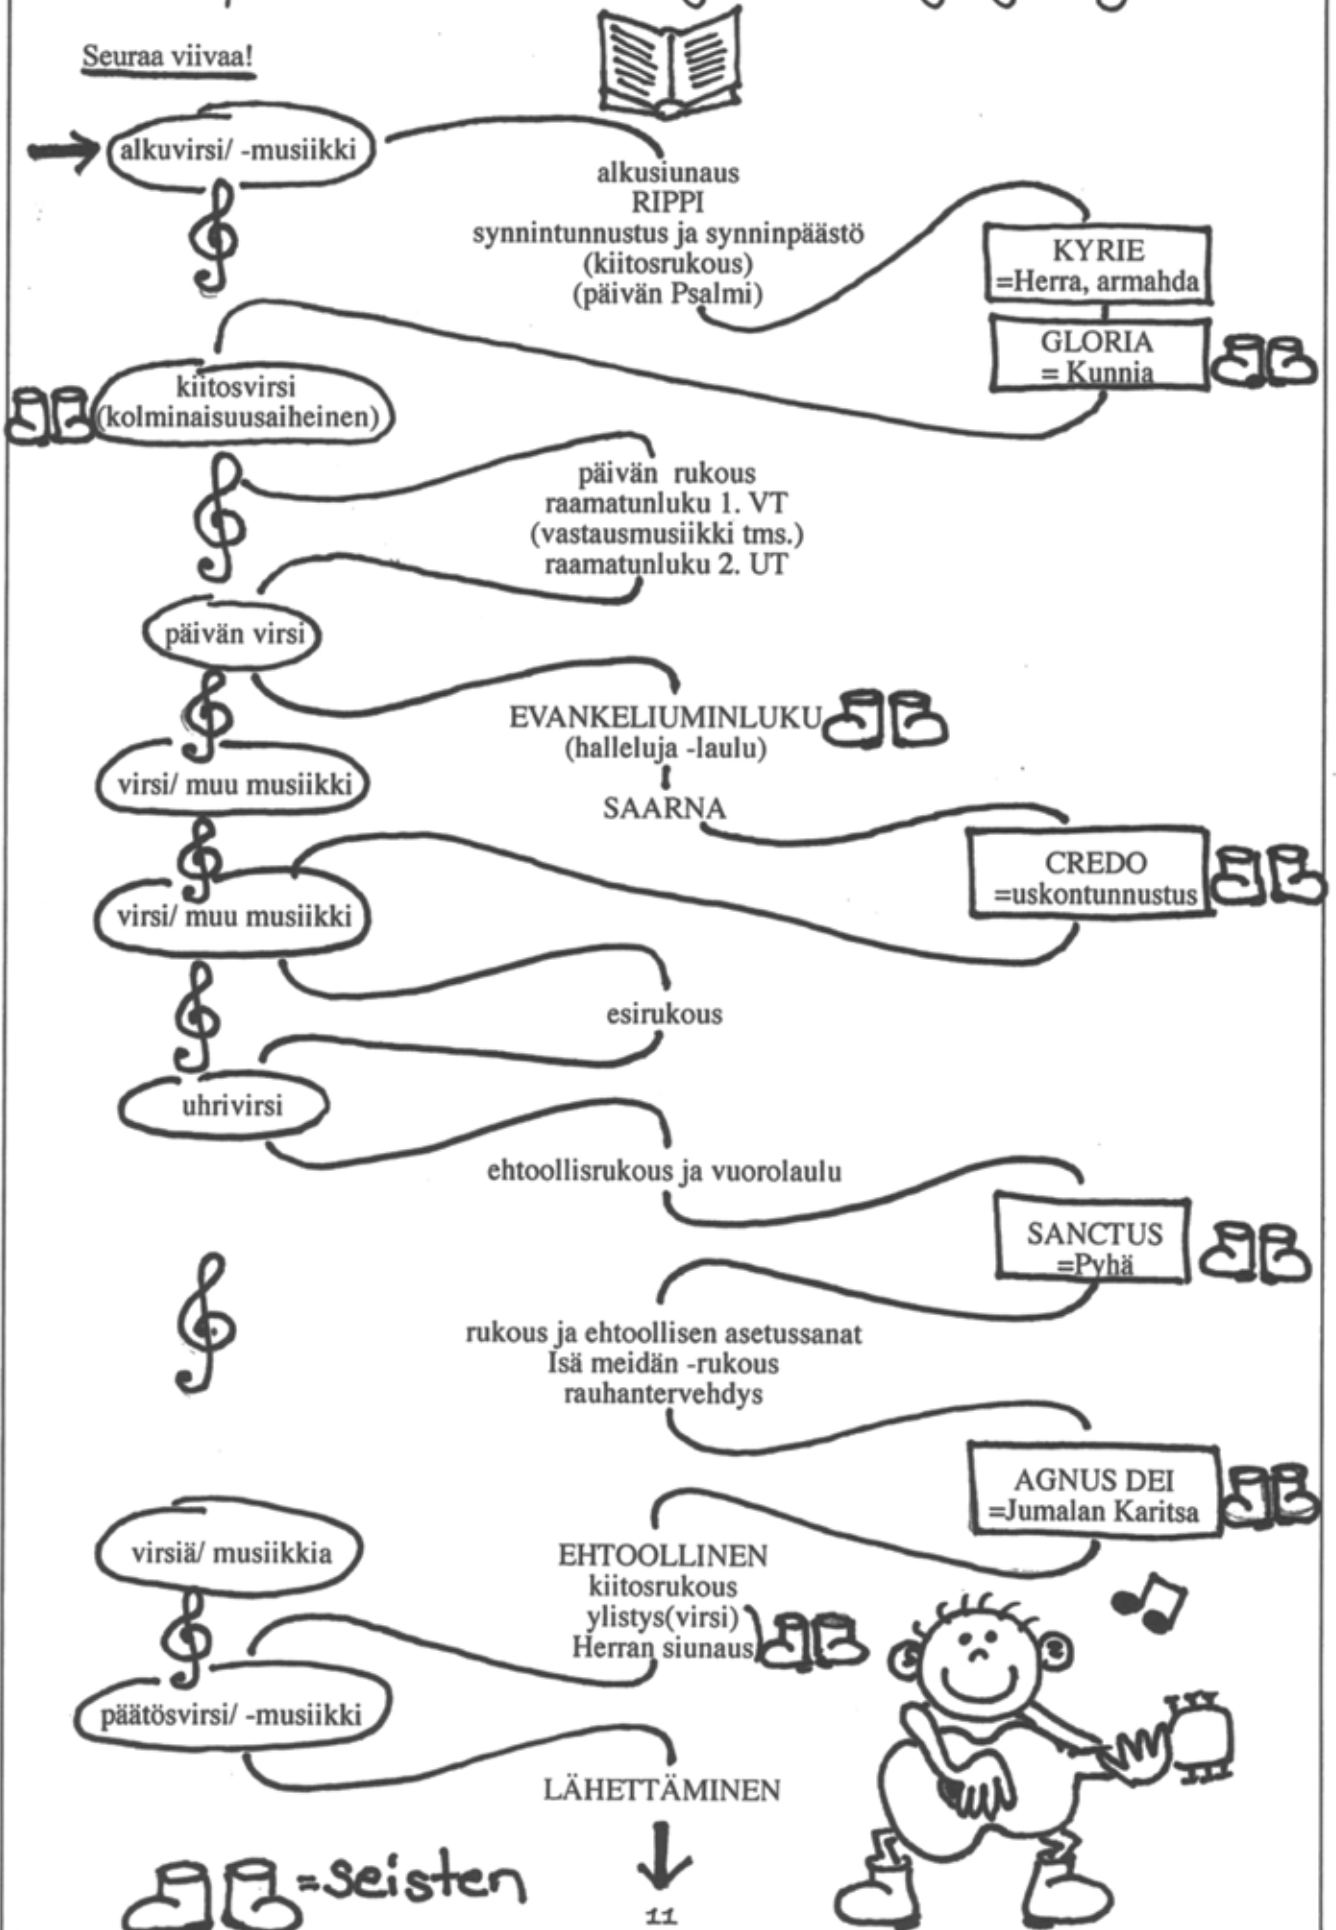 Seuraa viivaa!
alkuvirsi/ -musiikki
alkusiunaus
RIPPI
synnintunnustus ja synninpäästö
(kiitosrukous)
(päivän Psalmi)
KYRIE
=Herra, armahda
GLORIA
= Kunnia
kiitosvirsi
(kolminaisuusaiheinen)
päivän rukous
raamatunluku 1. VT
(vastausmusiikki tms.)
raamatunluku 2. UT
päivän virsi
EVANKELIUMINLUKU
(halleluja -laulu)
virsi/ muu musiikki
SAARNA
CREDO
=uskontunnustus
virsi/ muu musiikki
esirukous
uhrivirsi
ehtoollisrukous ja vuorolaulu
SANCTUS
=Pyhä
rukous ja ehtoollisen asetussanat
Isä meidän -rukous
rauhantervehdys
AGNUS DEI
=Jumalan Karitsa
virsiä/ musiikkia
EHTOOLLINEN
kiitosrukous
ylistys(virsi)
Herran siunaus
päätösvirsi/ -musiikki
LÄHETTÄMINEN
=seisten
11